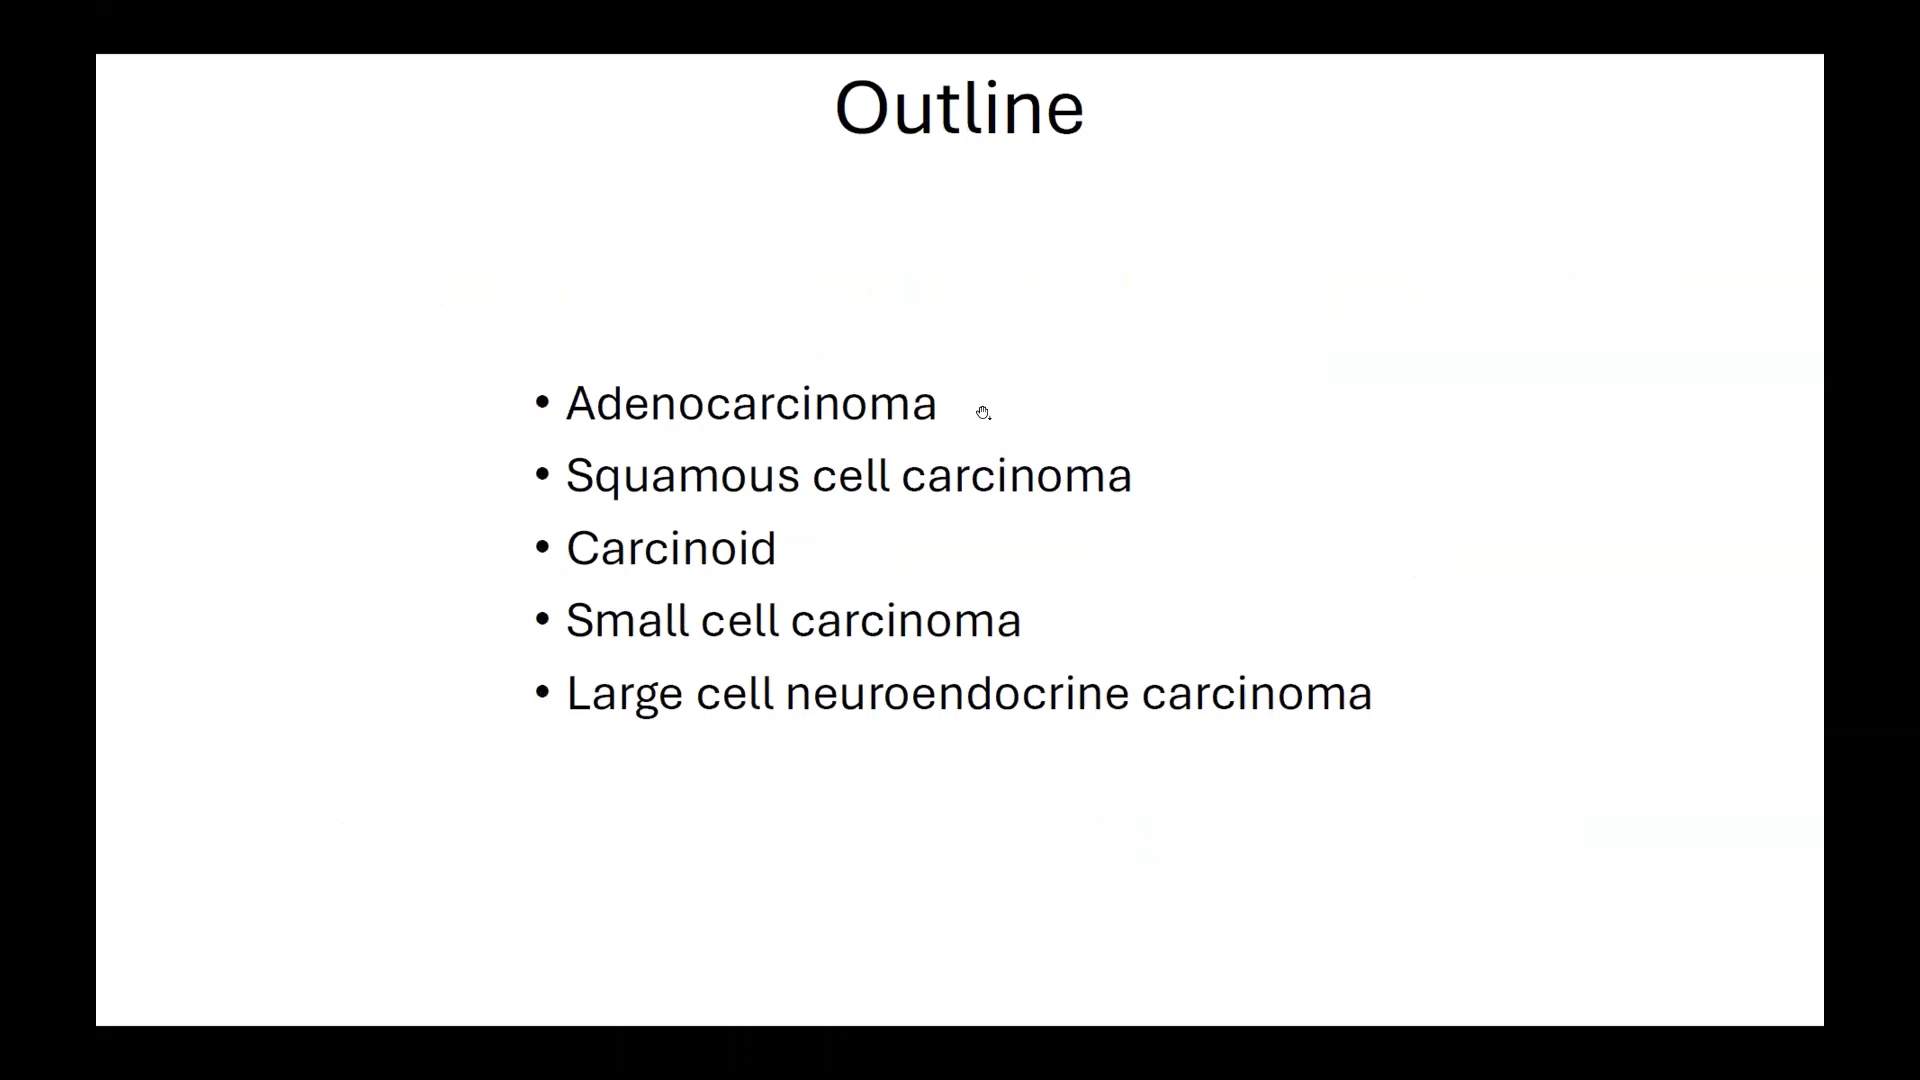 Outline
• Adenocarcinoma
• Squamous cell carcinoma
• Carcinoid
• Small cell carcinoma
• Large cell neuroendocrine carcinoma